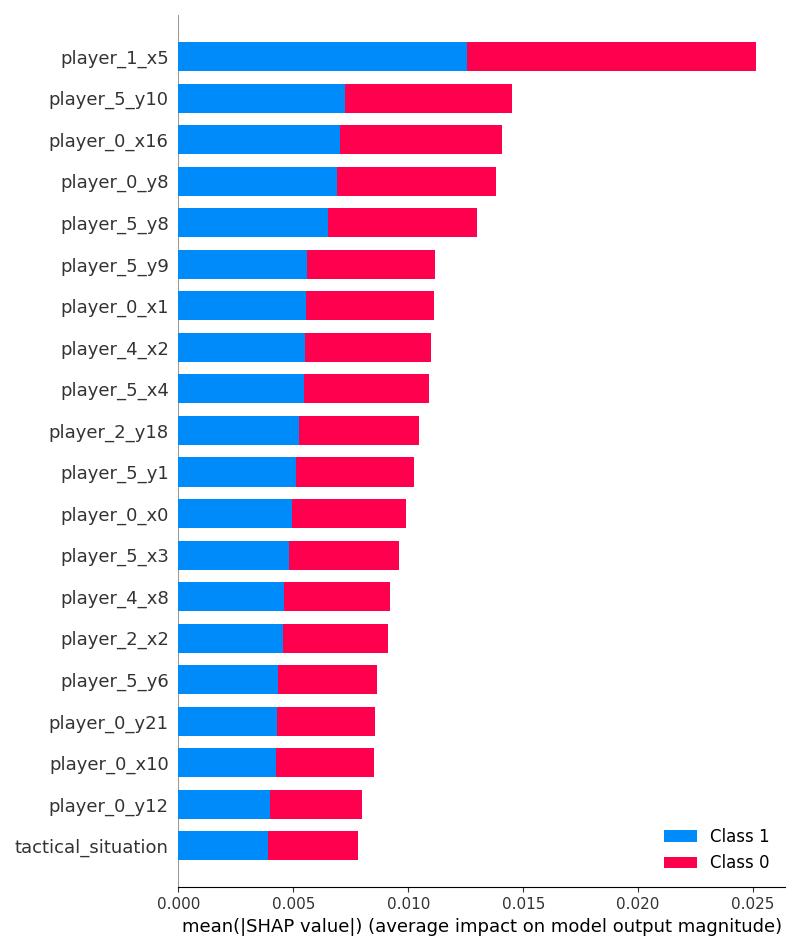 player_1_x5
player_5_y10
player_0_x16
player_0_y8
player_5_y8
player_5_y9
player_0_x1
player_4_x2
player_5_x4
player_2_y18
player_5_y1
player_0_x0
player_5_x3
player_4_x8
player_2_x2
player_5_y6
player_0_y21
player_0_x10
player_0_y12
tactical_situation
Class 1
Class 0
0.000 0.005 0.010 0.015 0.020 0.025
mean(|SHAP value|) (average impact on model output magnitude)